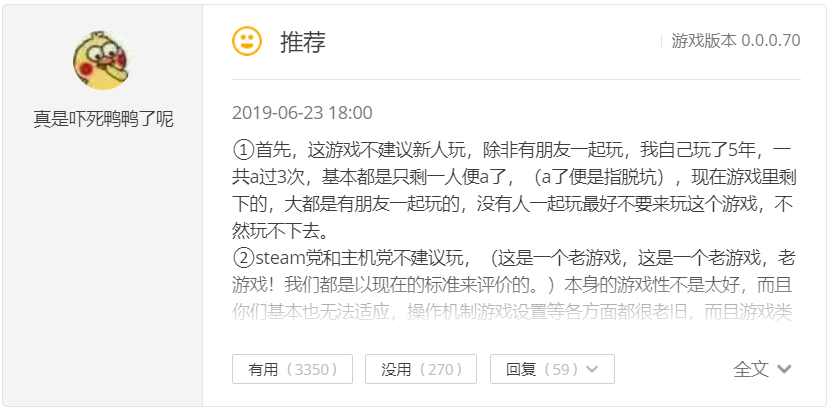 推荐
游戏版本 0.0.0.70
真是吓死鸭鸭了呢
2019-06-23 18:00
①首先，这游戏不建议新人玩，除非有朋友一起玩，我自己玩了5年，一
共a过3次，基本都是只剩一人便a了，（a了便是指脱坑），现在游戏里剩
下的，大都是有朋友一起玩的，没有人一起玩最好不要来玩这个游戏，不
然玩不下去。
②steam党和主机党不建议玩，（这是一个老游戏，这是一个老游戏，老
游戏！我们都是以现在的标准来评价的。）本身的游戏性不是太好，而且
你们基本也无法适应，操作机制游戏设置等各方面都很老旧，而且游戏类
有用（3350）
没用（270）
回复（59）
全文